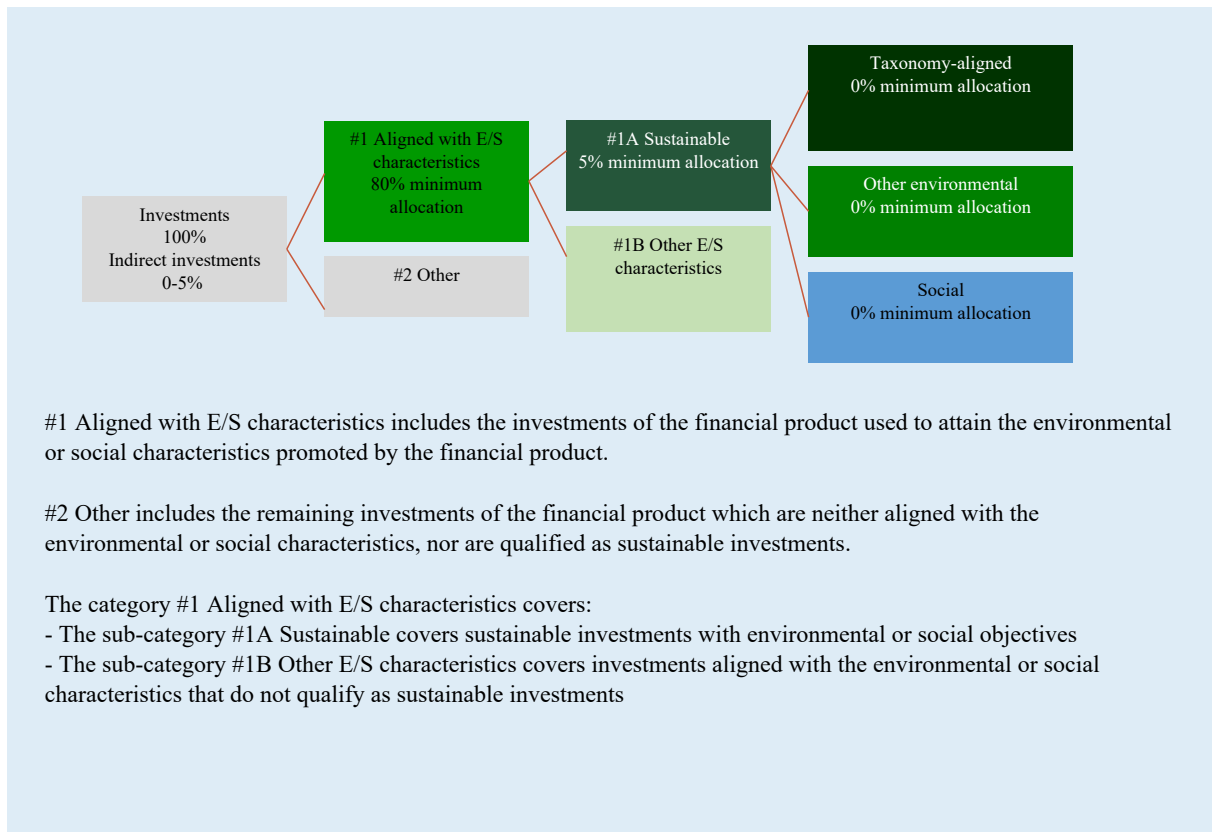 Investments
100%
Indirect investments
0-5%
#1 Aligned with E/S
characteristics
80% minimum
allocation
#2 Other
#1A Sustainable
5% minimum allocation
#1B Other E/S
characteristics
Taxonomy-aligned
0% minimum allocation
Other environmental
0% minimum allocation
Social
0% minimum allocation
#1 Aligned with E/S characteristics includes the investments of the financial product used to attain the environmental
or social characteristics promoted by the financial product.
#2 Other includes the remaining investments of the financial product which are neither aligned with the
environmental or social characteristics, nor are qualified as sustainable investments.
The category #1 Aligned with E/S characteristics covers:
- The sub-category #1A Sustainable covers sustainable investments with environmental or social objectives
- The sub-category #1B Other E/S characteristics covers investments aligned with the environmental or social
characteristics that do not qualify as sustainable investments